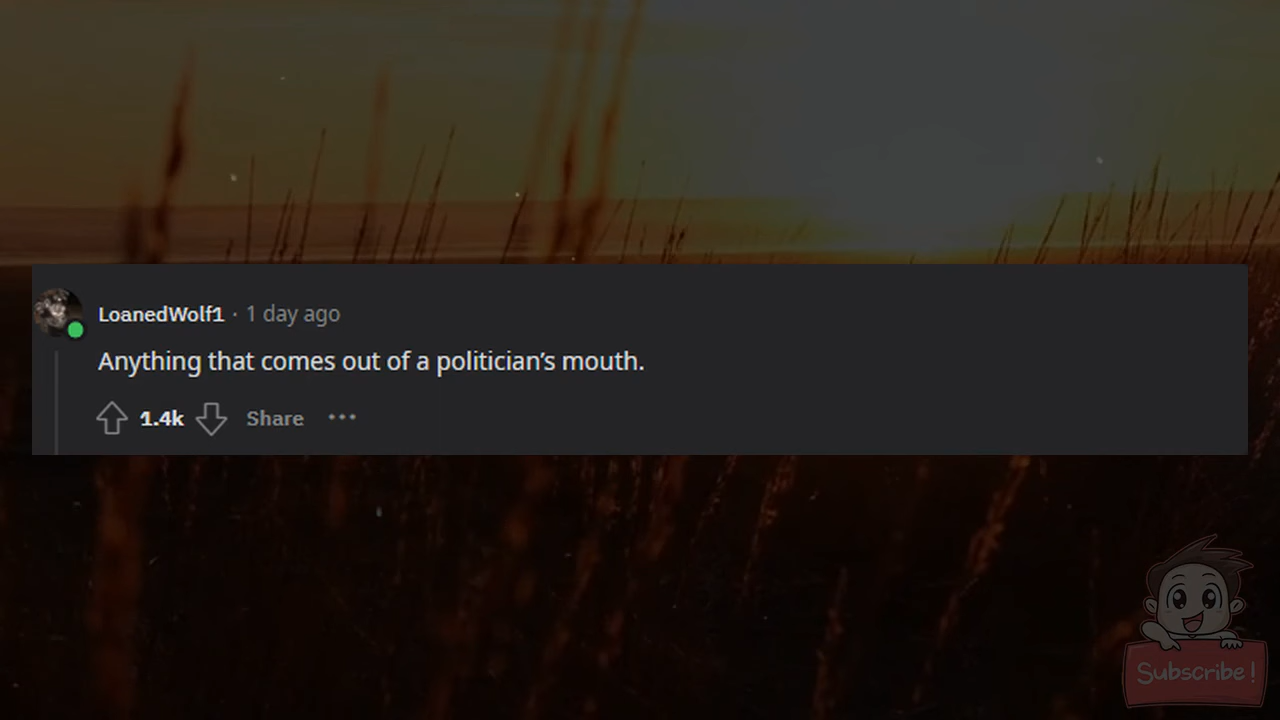 LoanedWolf1 · 1 day ago
Anything that comes out of a politician’s mouth.
1.4k Share ···
Subscribe!